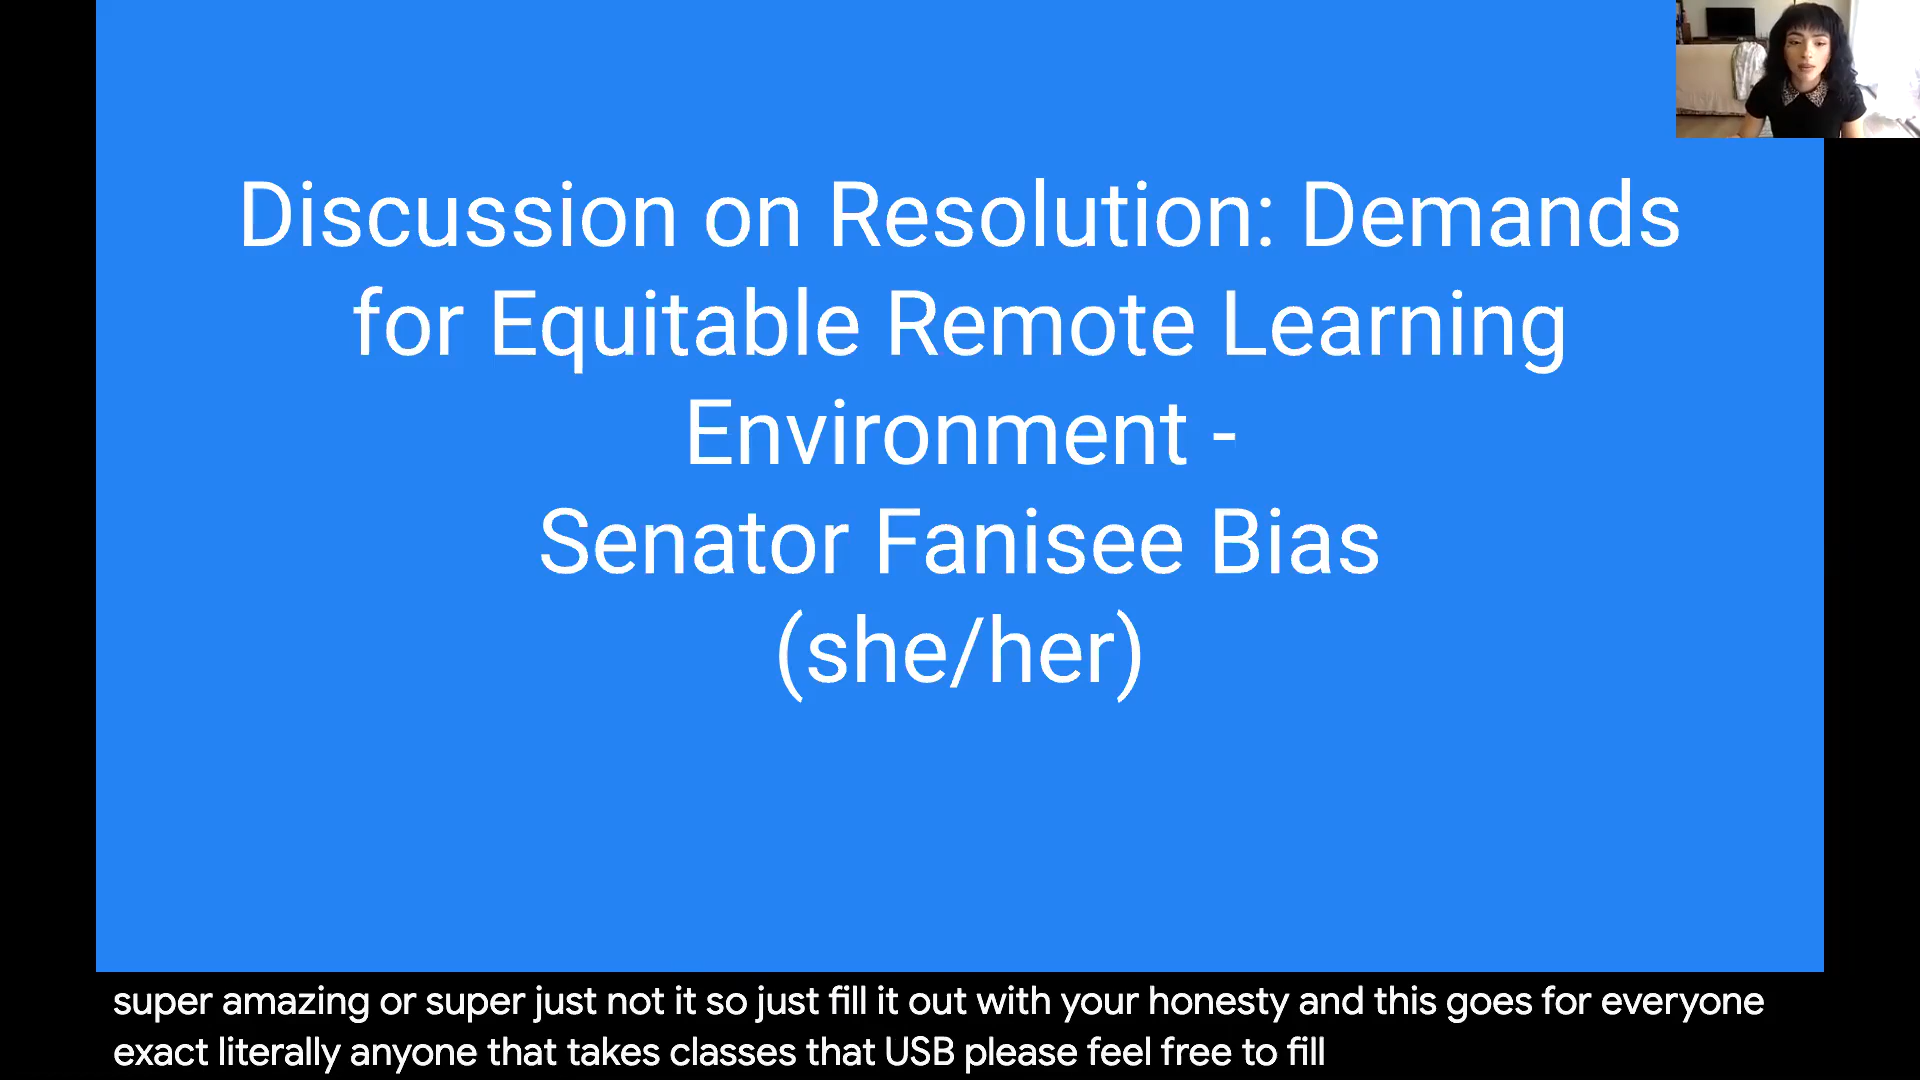 Discussion on Resolution: Demands
for Equitable Remote Learning
Environment -
Senator Fanisee Bias
(she/her)
super amazing or super just not it so just fill it out with your honesty and this goes for everyone
exact literally anyone that takes classes that USB please feel free to fill